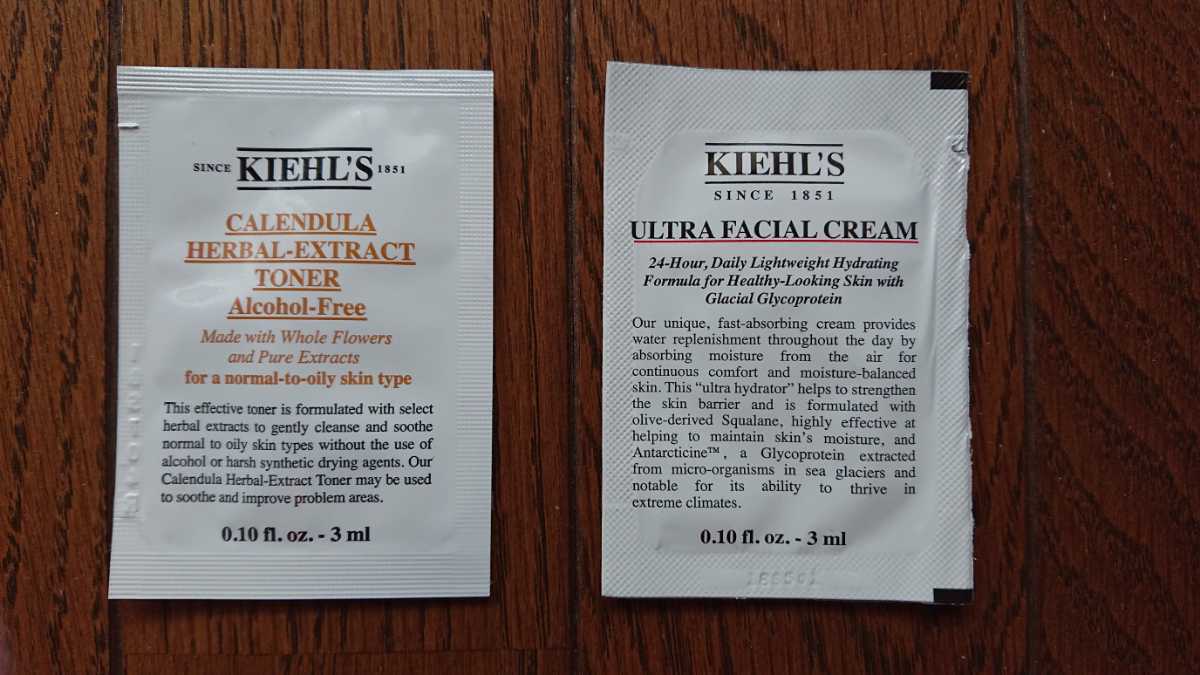 SINCE KIEHL'S 1851
CALENDULA
HERBAL-EXTRACT
TONER
Alcohol-Free
Made with Whole Flowers
and Pure Extracts
for a normal-to-oily skin type
This effective toner is formulated with select
herbal extracts to gently cleanse and soothe
normal to oily skin types without the use of
alcohol or harsh synthetic drying agents. Our
Calendula Herbal-Extract Toner may be used
to soothe and improve problem areas.
0.10 fl. oz. - 3 ml
KIEHL'S
SINCE 1851
ULTRA FACIAL CREAM
24-Hour, Daily Lightweight Hydrating
Formula for Healthy-Looking Skin with
Glacial Glycoprotein
Our unique, fast-absorbing cream provides
water replenishment throughout the day by
absorbing moisture from the air for
continuous comfort and moisture-balanced
skin. This “ultra hydrator” helps to strengthen
the skin barrier and is formulated with
olive-derived Squalane, highly effective at
helping to maintain skin's moisture, and
Antarcticine™, a Glycoprotein extracted
from micro-organisms in sea glaciers and
notable for its ability to thrive in
extreme climates.
0.10 fl. oz. - 3 ml